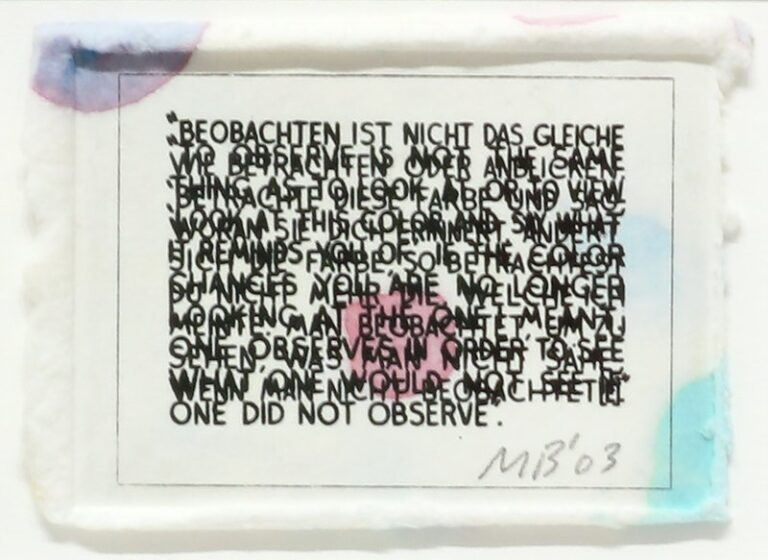 "BEOBACHTEN IST NICHT DAS GLEICHE
"TO OBSERVE IS NOT THE SAME
WIE BETRACHTEN ODER ANBLICKEN.
THING AS TO LOOK AT OR TO VIEW.
"BETRACHTE DIESE FARBE UND SAG,
"LOOK AT THIS COLOR AND SAY WHAT
WORAN SIE DICH ERINNERT" ÄNDERT
IT REMINDS YOU OF" IF THE COLOR
SICH DIE FARBE, SO BETRACHTEST
CHANGES YOU ARE NO LONGER
DU NICHT MEHR DIE, WELCHE ICH
LOOKING AT THE ONE I MEANT.
MEINTE. MAN BEOBACHTET, UM ZU
ONE OBSERVES IN ORDER TO SEE
SEHEN, WAS MAN NICHT SÄHE,
WHAT ONE WOULD NOT SEE IF
WENN MAN NICHT BEOBACHTETE"
ONE DID NOT OBSERVE".
MB'03